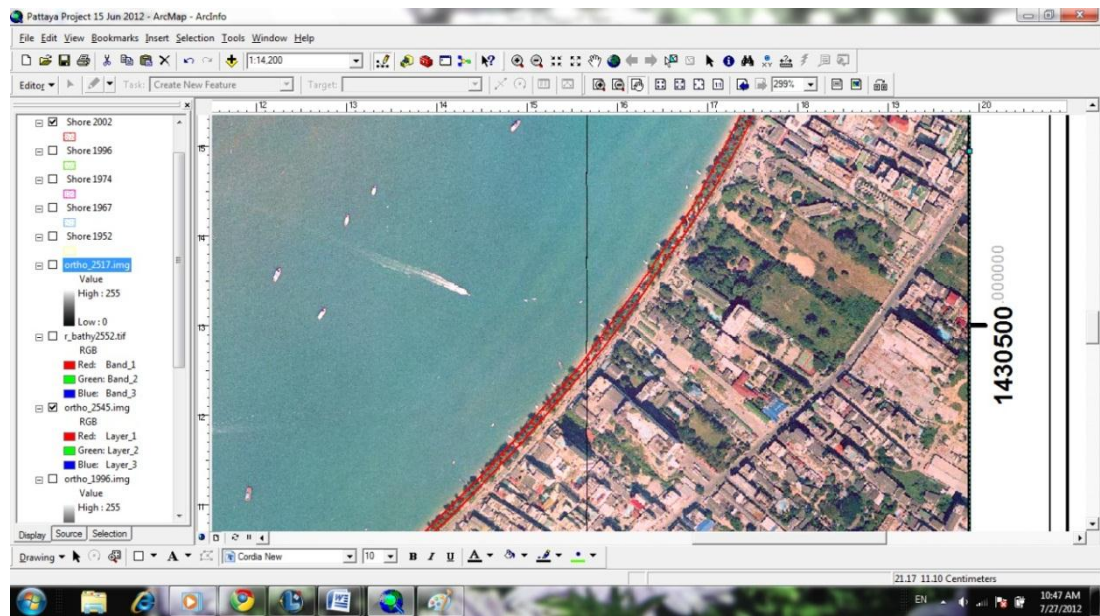 Pattaya Project 15 Jun 2012 - ArcMap - ArcInfo
File Edit View Bookmarks Insert Selection Tools Window Help
1:14,200
Editor Task: Create New Feature Target: 299%
12 13 14 15 16 17 18 19 20
Shore 2002
Shore 1996
Shore 1974
Shore 1967
Shore 1952
ortho_2517.img
Value
High : 255
Low : 0
r_bathy2552.tif
RGB
Red: Band_1
Green: Band_2
Blue: Band_3
ortho_2545.img
RGB
Red: Layer_1
Green: Layer_2
Blue: Layer_3
ortho_1996.img
Value
High : 255
15
14
13
12
11
1430500.000000
Display Source Selection
Drawing A Cordia New 10 B I U A
21.17 11.10 Centimeters
EN 10:47 AM
7/27/2012